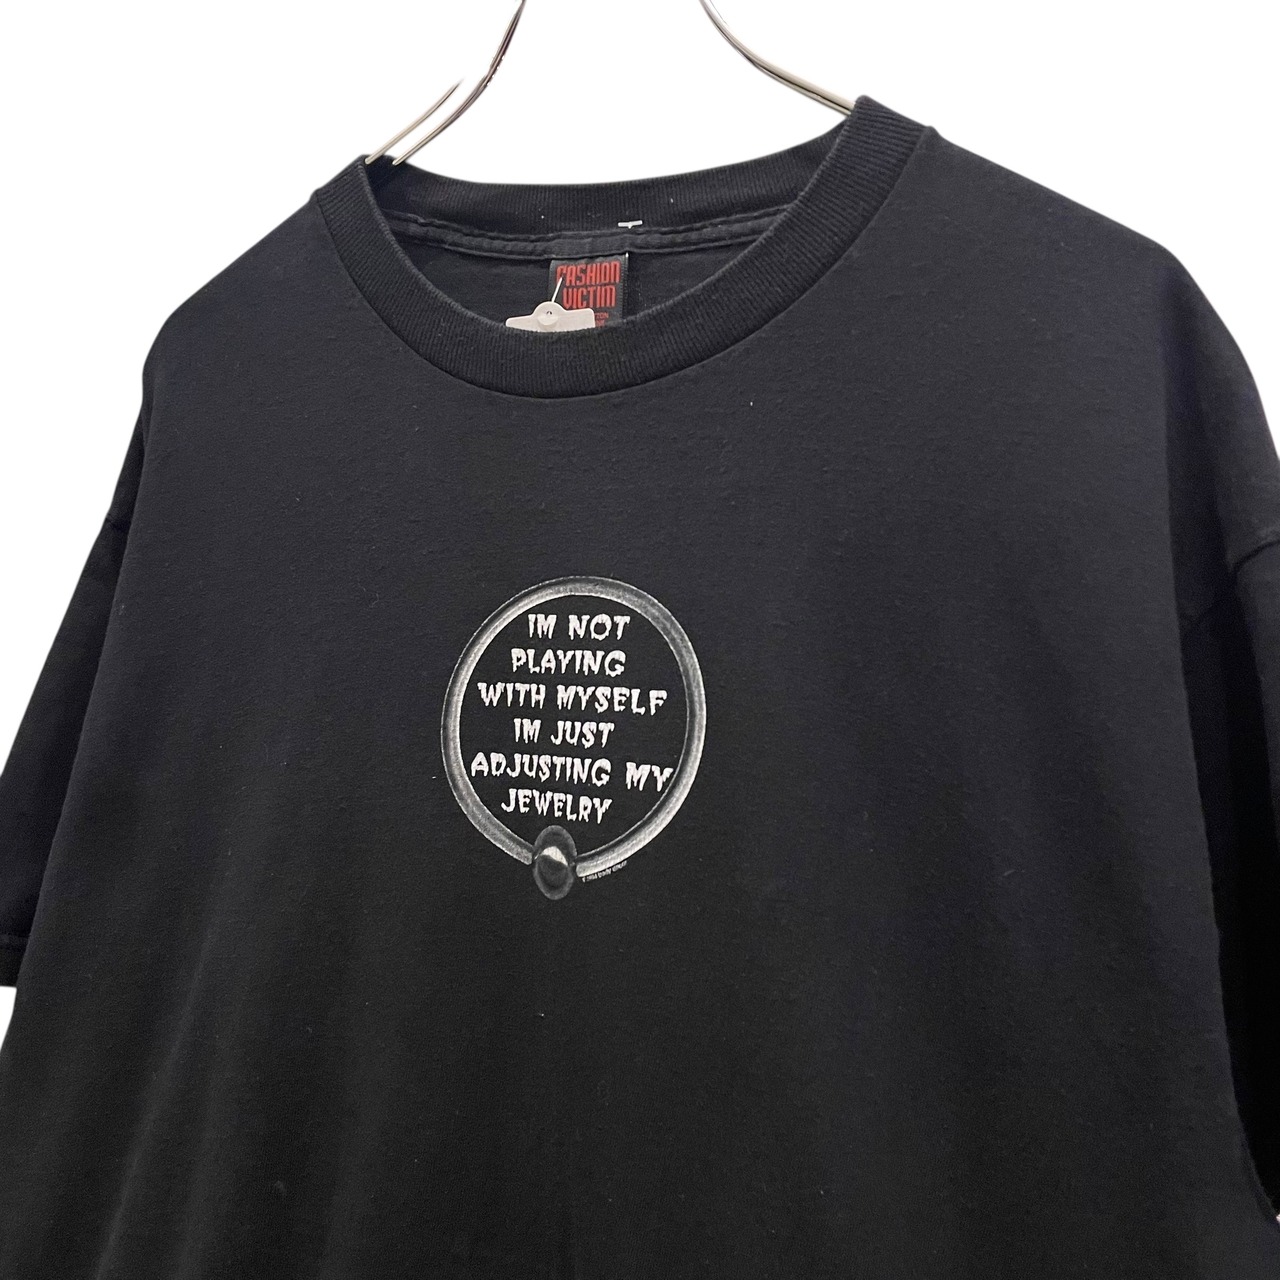 FASHION
VICTIM
IM NOT
PLAYING
WITH MYSELF
IM JUST
ADJUSTING MY
JEWELRY